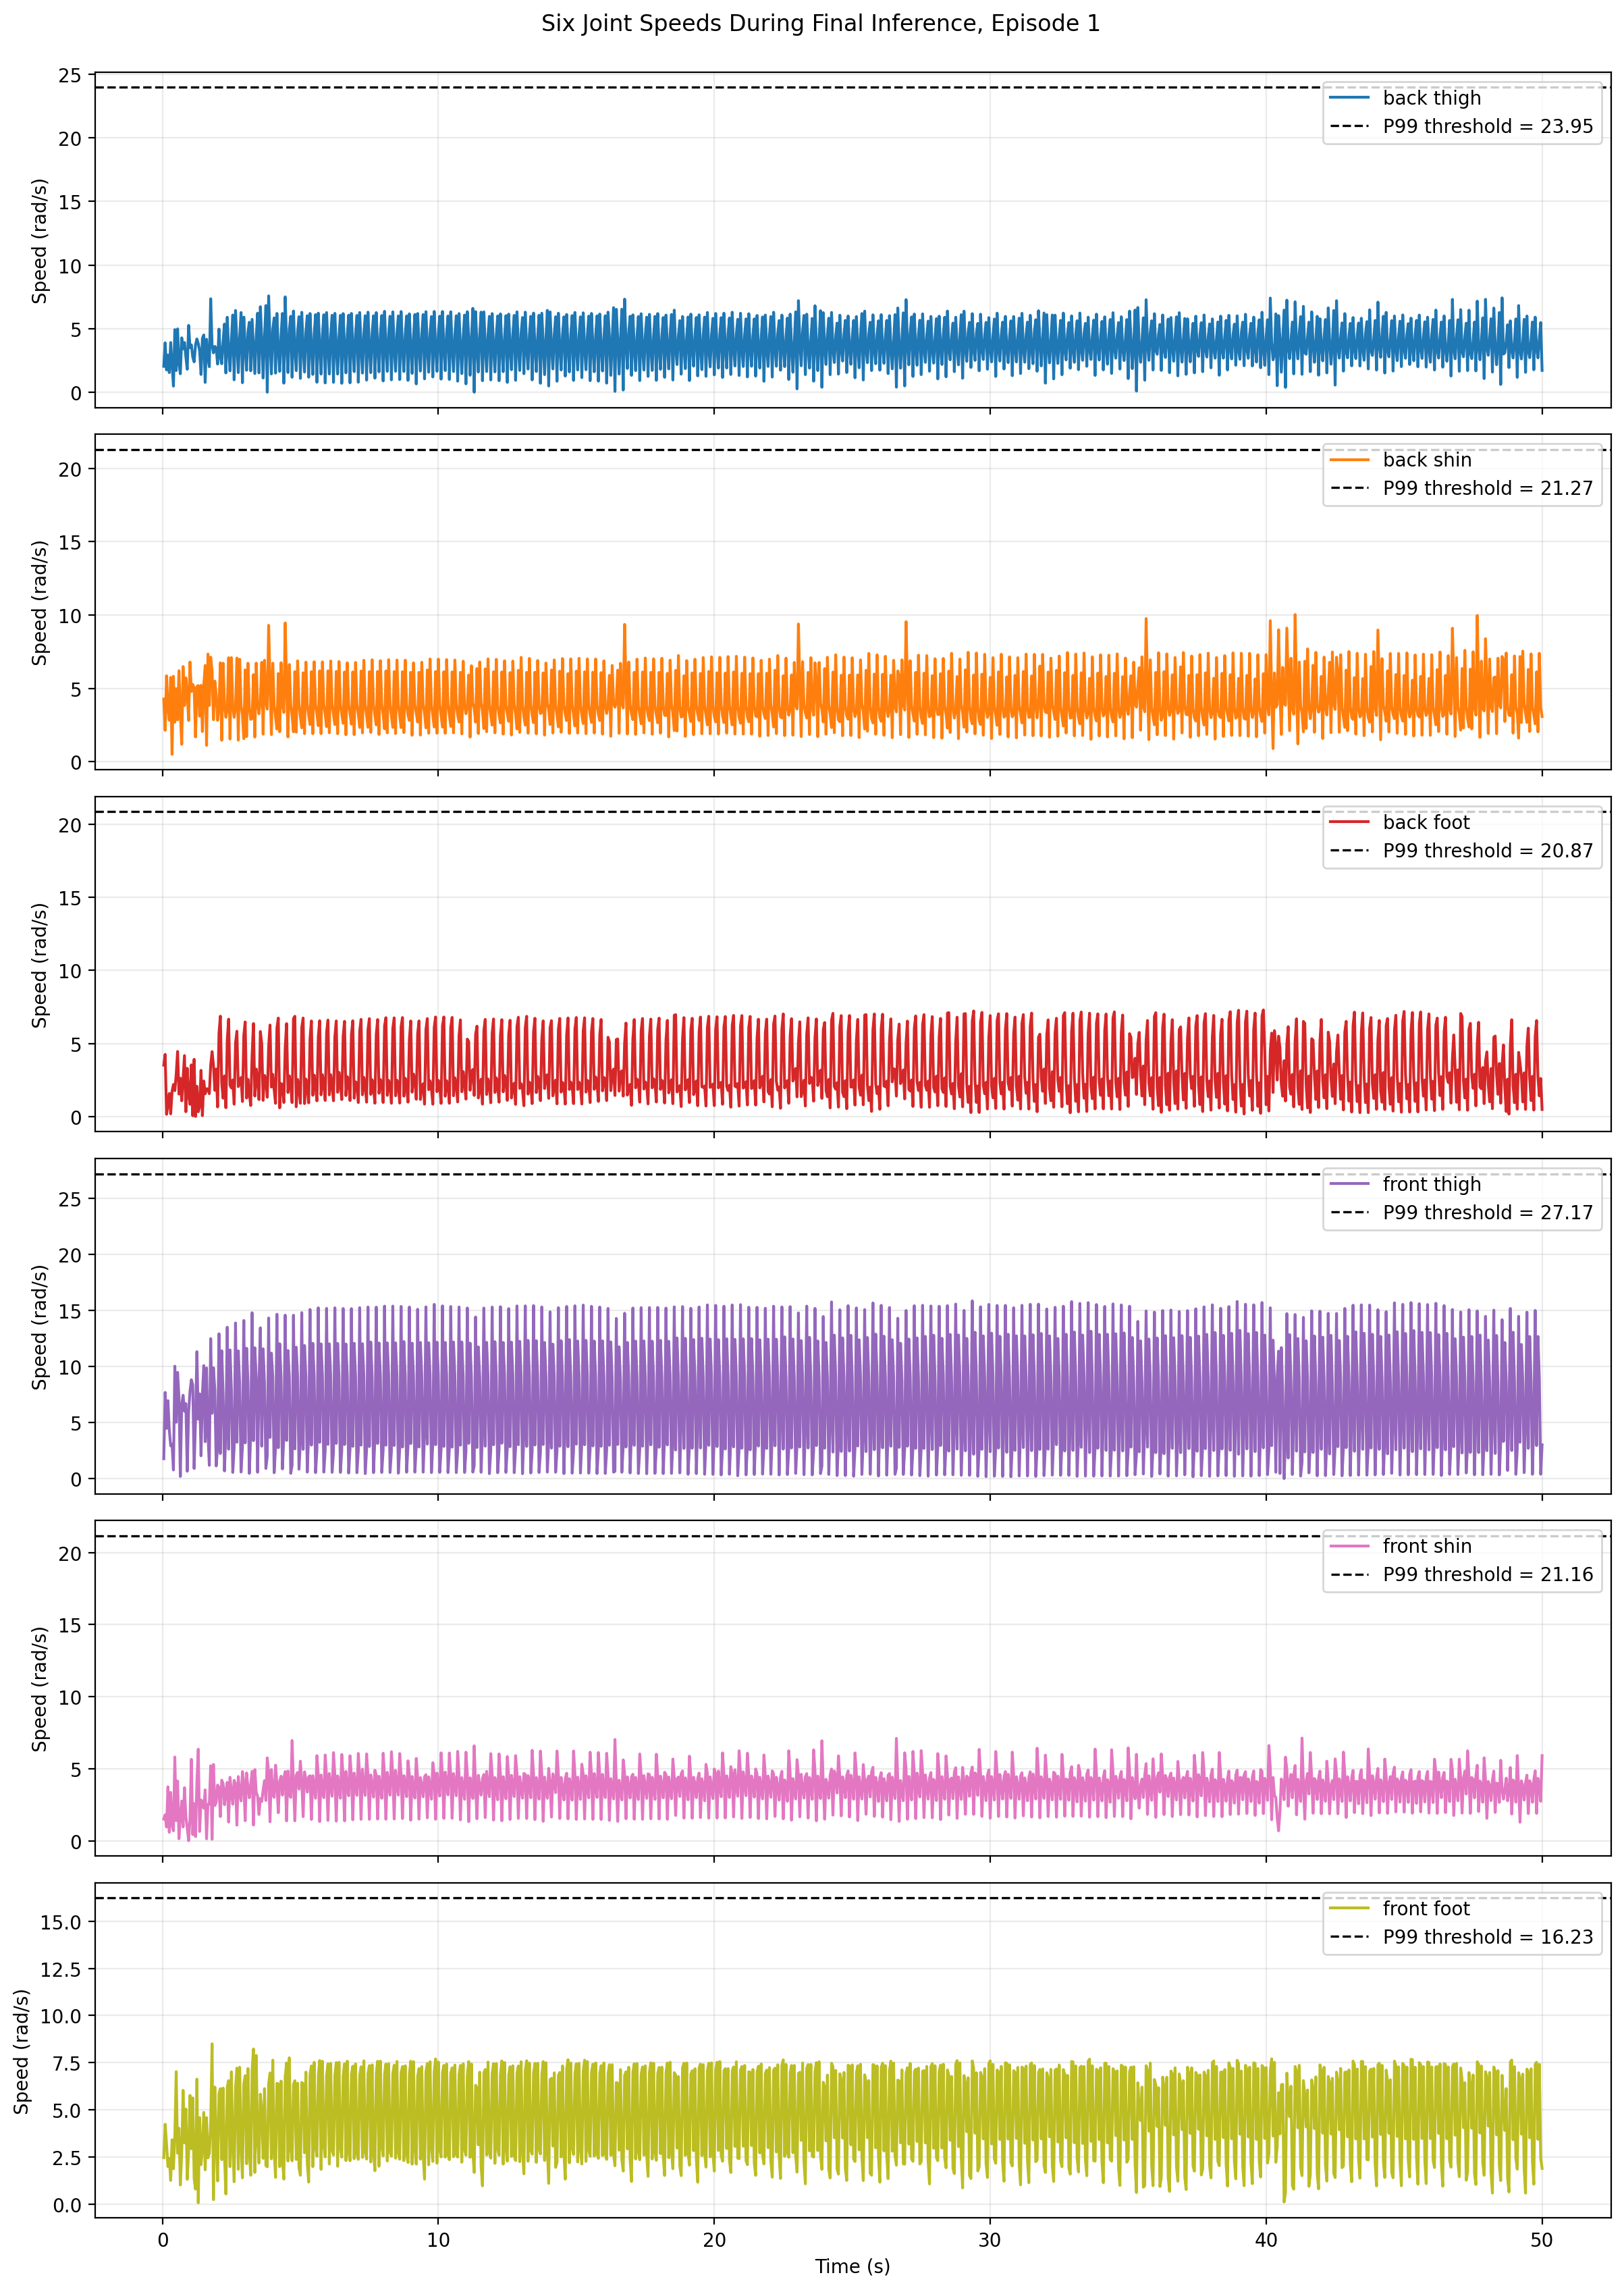 Six Joint Speeds During Final Inference, Episode 1
25
20
15
10
5
0
Speed (rad/s)
back thigh
P99 threshold = 23.95
20
15
10
5
0
Speed (rad/s)
back shin
P99 threshold = 21.27
20
15
10
5
0
Speed (rad/s)
back foot
P99 threshold = 20.87
25
20
15
10
5
0
Speed (rad/s)
front thigh
P99 threshold = 27.17
20
15
10
5
0
Speed (rad/s)
front shin
P99 threshold = 21.16
15.0
12.5
10.0
7.5
5.0
2.5
0.0
Speed (rad/s)
front foot
P99 threshold = 16.23
0 10 20 30 40 50
Time (s)